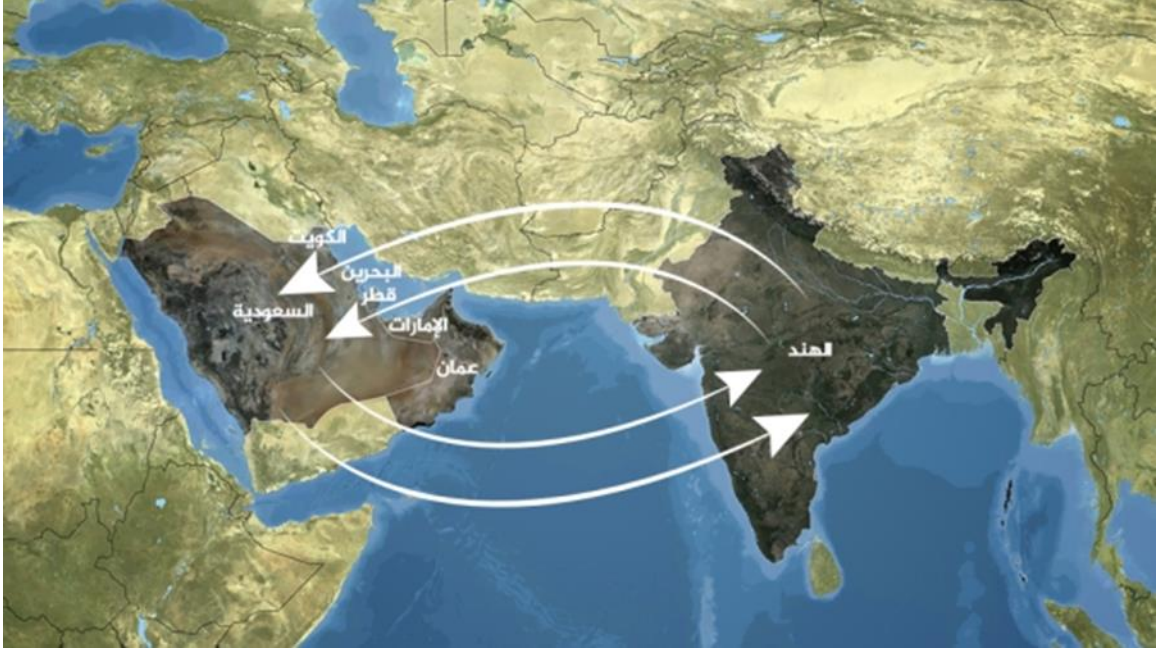 الكويت
البحرين
قطر
السعودية
الإمارات
عمان
الهند